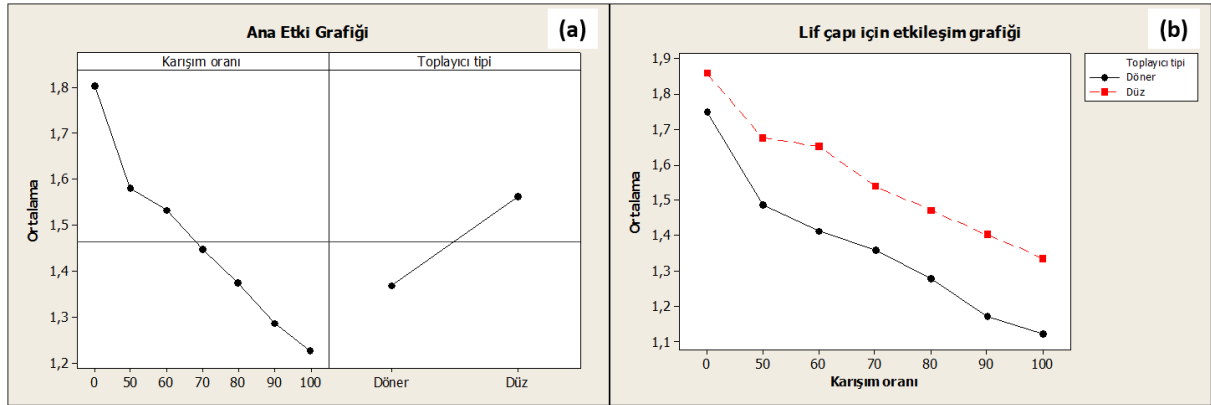 Ana Etki Grafiği
(a)
Karışım oranı
Toplayıcı tipi
Ortalama
1,8
1,7
1,6
1,5
1,4
1,3
1,2
0 50 60 70 80 90 100
Döner Düz
(b)
Lif çapı için etkileşim grafiği
Toplayıcı tipi
Döner
Düz
Ortalama
1,9
1,8
1,7
1,6
1,5
1,4
1,3
1,2
1,1
0 50 60 70 80 90 100
Karışım oranı